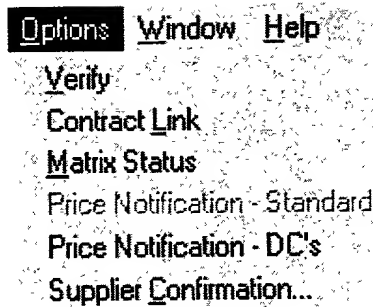 Options Window Help
Verify
Contract Link
Matrix Status
Price Notification - Standard
Price Notification - DC's
Supplier Confirmation...